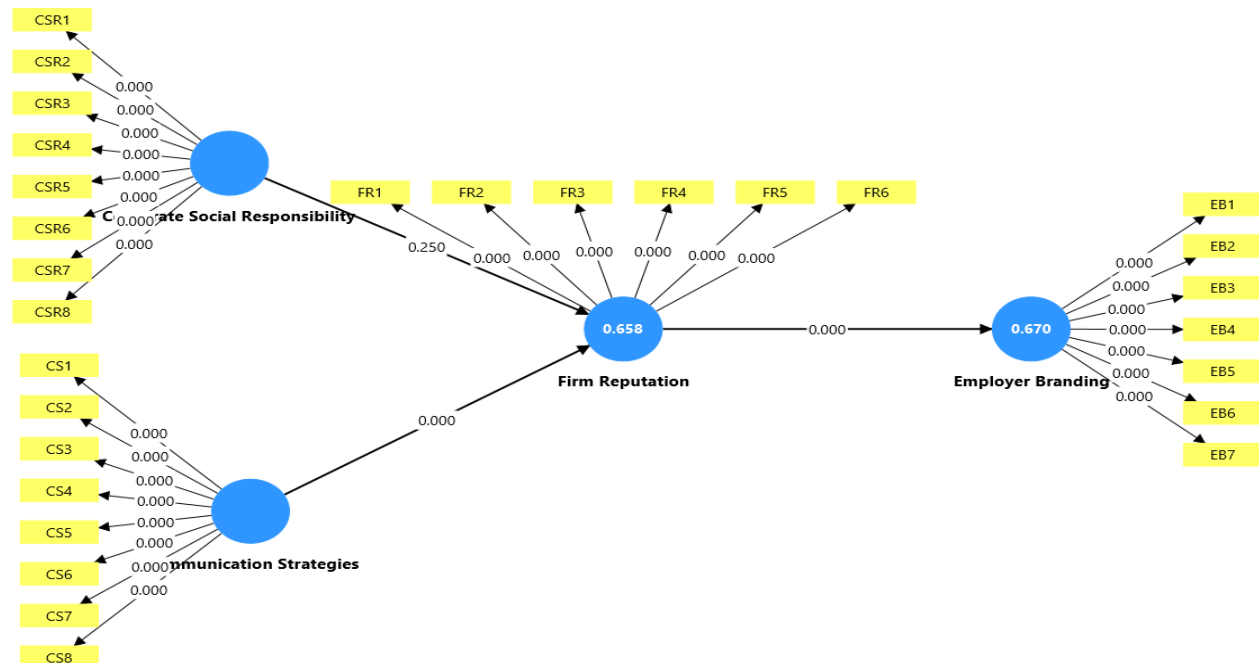 CSR1
CSR2
CSR3
CSR4
CSR5
CSR6
CSR7
CSR8
0.000
0.000
0.000
0.000
0.000
0.000
0.000
0.000
Social Responsibility
0.250
FR1 FR2 FR3 FR4 FR5 FR6
0.000 0.000 0.000 0.000 0.000 0.000
0.658
Firm Reputation
0.000
0.670
Employer Branding
0.000
0.000
0.000
0.000
0.000
0.000
0.000
EB1
EB2
EB3
EB4
EB5
EB6
EB7
CS1
CS2
CS3
CS4
CS5
CS6
CS7
CS8
0.000
0.000
0.000
0.000
0.000
0.000
0.000
0.000
Strategies
0.000